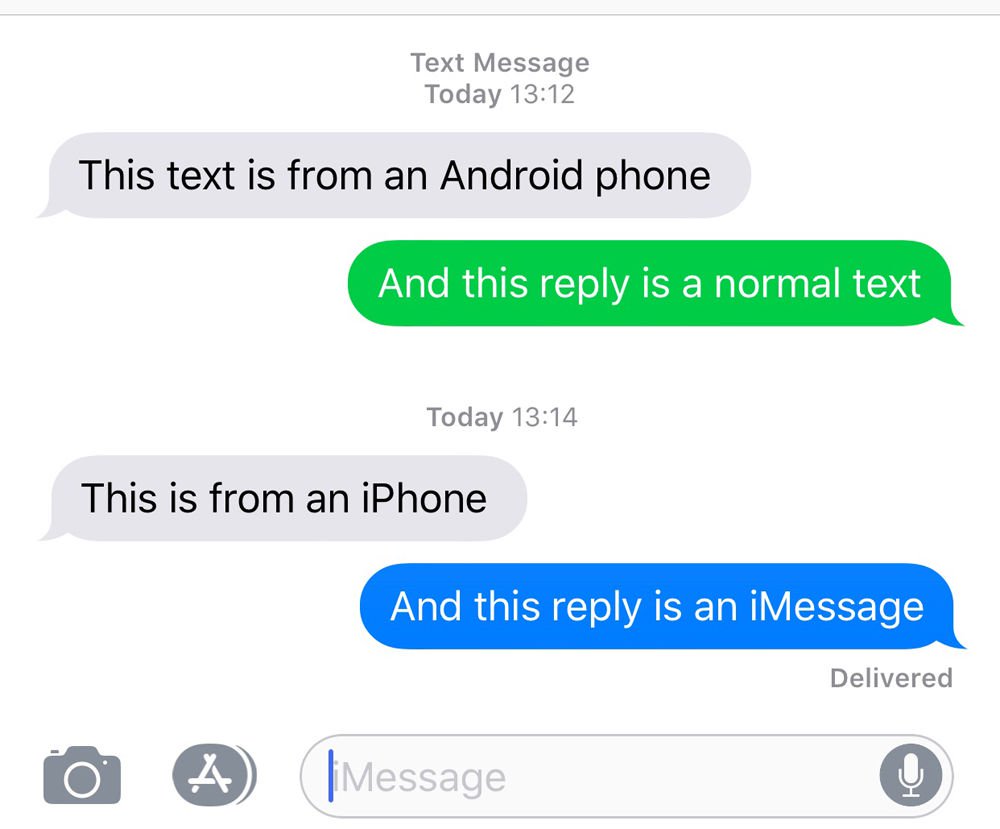 Text Message
Today 13:12
This text is from an Android phone
And this reply is a normal text
Today 13:14
This is from an iPhone
And this reply is an iMessage
Delivered
iMessage